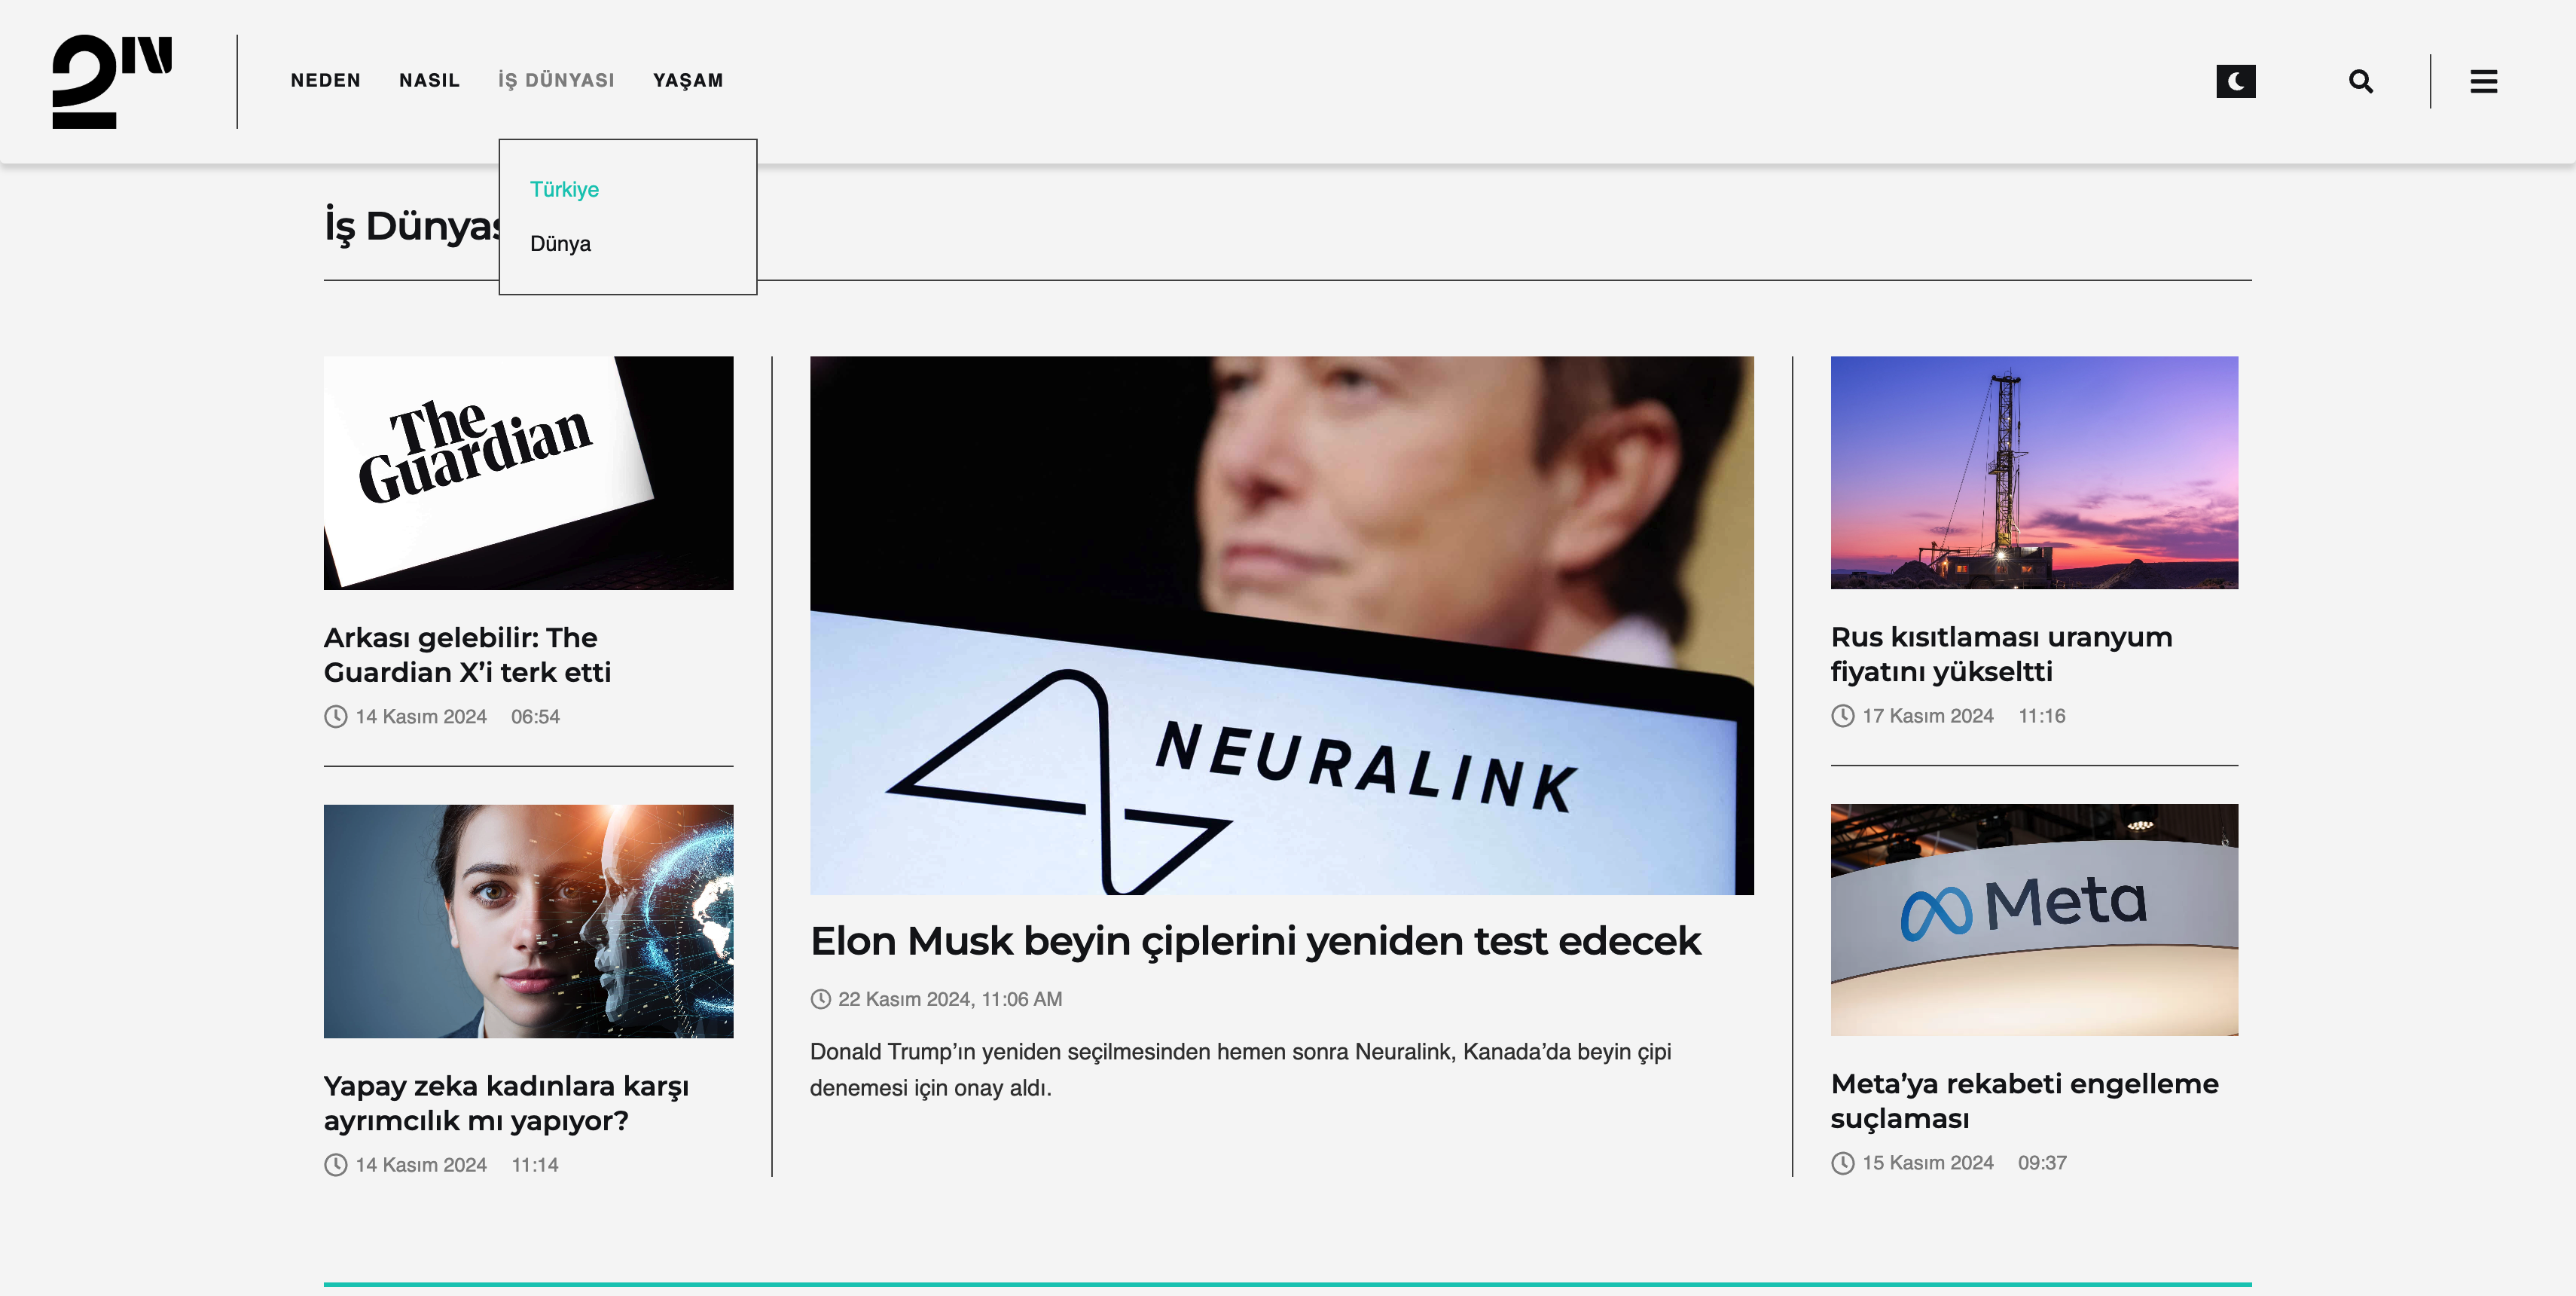 2N
NEDEN NASIL İŞ DÜNYASI YAŞAM
Türkiye
Dünya
İş Dünyas
The
Guardian
Arkası gelebilir: The
Guardian X’i terk etti
14 Kasım 2024 06:54
Yapay zeka kadınlara karşı
ayrımcılık mı yapıyor?
14 Kasım 2024 11:14
NEURALINK
Elon Musk beyin çiplerini yeniden test edecek
22 Kasım 2024, 11:06 AM
Donald Trump’ın yeniden seçilmesinden hemen sonra Neuralink, Kanada’da beyin çipi
denemesi için onay aldı.
Rus kısıtlaması uranyum
fiyatını yükseltti
17 Kasım 2024 11:16
Meta
Meta’ya rekabeti engelleme
suçlaması
15 Kasım 2024 09:37